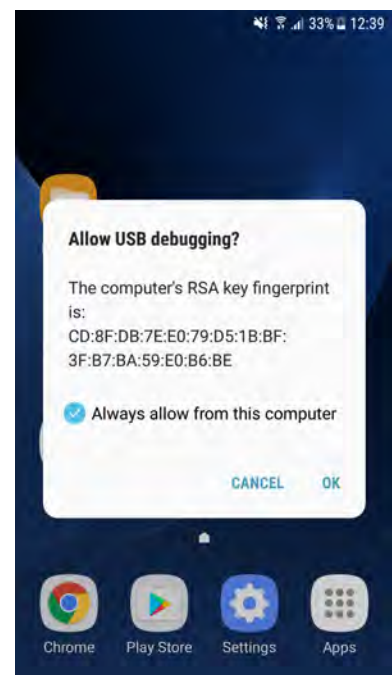 33% 12:39
Allow USB debugging?
The computer's RSA key fingerprint
is:
CD:8F:DB:7E:E0:79:D5:1B:BF:
3F:B7:BA:59:E0:B6:BE
Always allow from this computer
CANCEL OK
Chrome Play Store Settings Apps